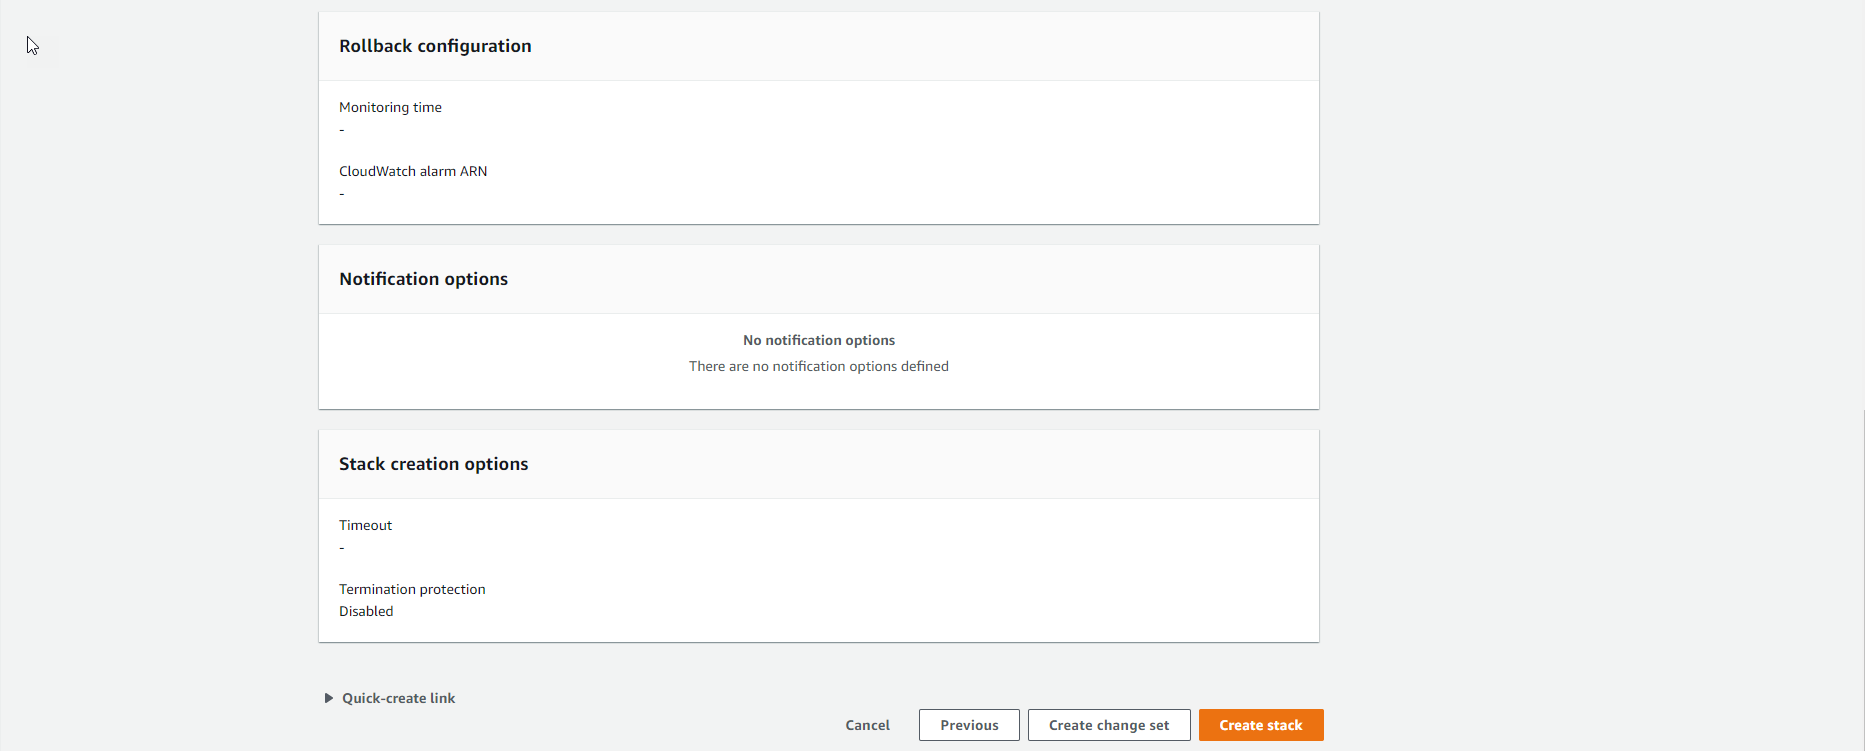 Rollback configuration
Monitoring time
-
CloudWatch alarm ARN
-
Notification options
No notification options
There are no notification options defined
Stack creation options
Timeout
-
Termination protection
Disabled
Quick-create link
Cancel
Previous
Create change set
Create stack